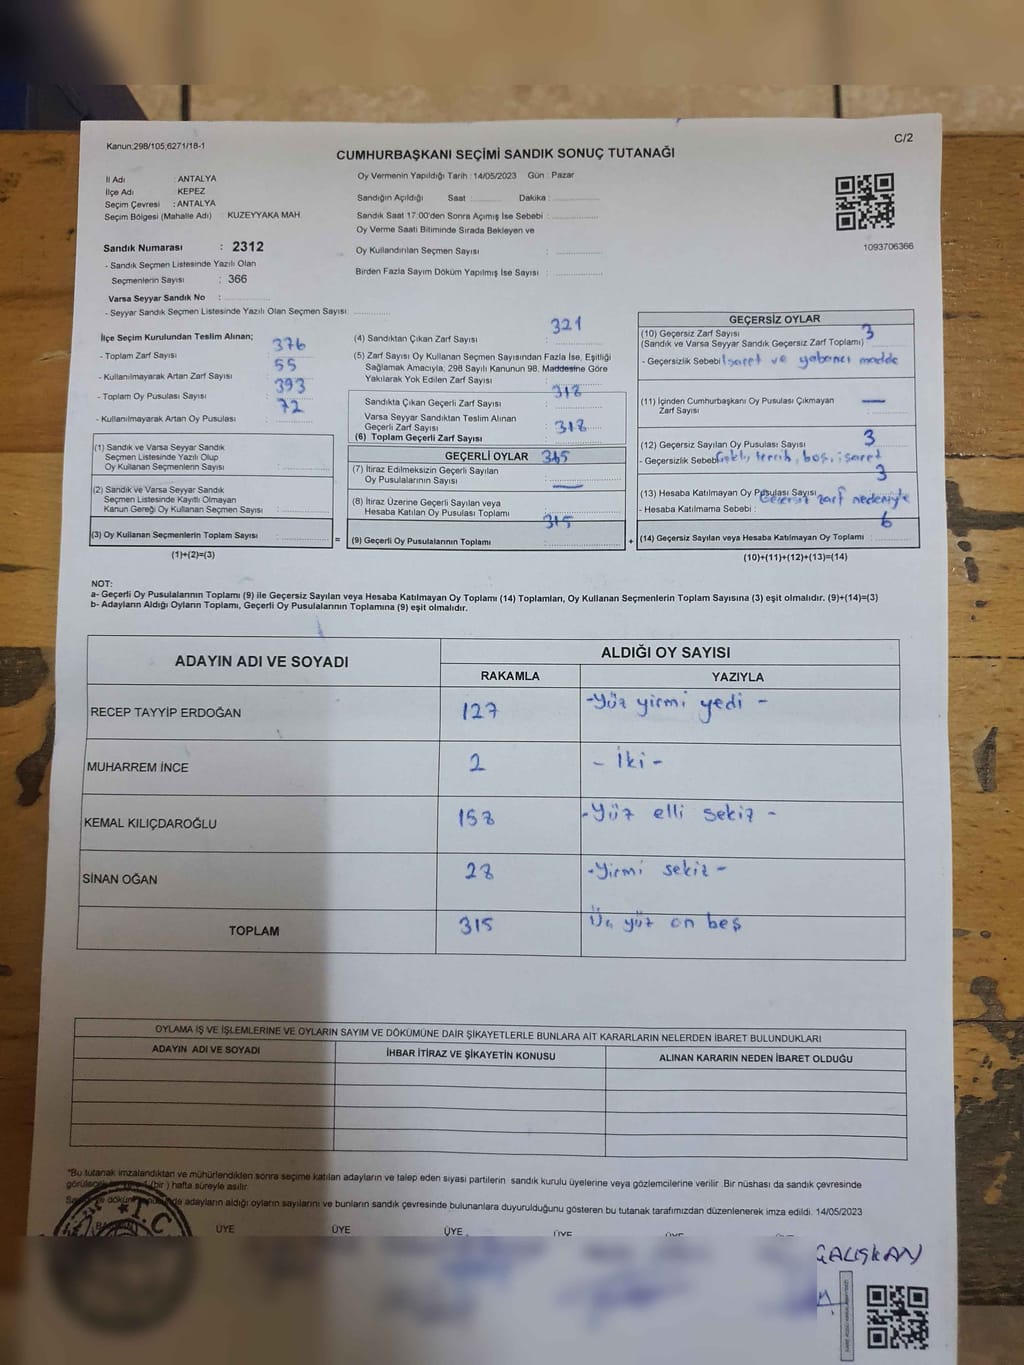 Kanun;298/105,6271/18-1
C/2
CUMHURBAŞKANI SEÇİMİ SANDIK SONUÇ TUTANAĞI
İl Adı : ANTALYA
İlçe Adı : KEPEZ
Seçim Çevresi : ANTALYA
Seçim Bölgesi (Mahalle Adı) : KUZEYYAKA MAH.
Sandık Numarası : 2312
- Sandık Seçmen Listesinde Yazılı Olan
Seçmenlerin Sayısı : 366
Varsa Seyyar Sandık No :
- Seyyar Sandık Seçmen Listesinde Yazılı Olan Seçmen Sayısı :
Oy Vermenin Yapıldığı Tarih : 14/05/2023 Gün : Pazar
Sandığın Açıldığı Saat : Dakika :
Sandık Saat 17:00'den Sonra Açımış İse Sebebi :
Oy Verme Saati Bitiminde Sırada Bekleyen ve
Oy Kullandırılan Seçmen Sayısı :
Birden Fazla Sayım Döküm Yapılmış İse Sayısı :
1093706366
İlçe Seçim Kurulundan Teslim Alınan;
- Toplam Zarf Sayısı : 376
- Kullanılmayarak Artan Zarf Sayısı : 55
- Toplam Oy Pusulası Sayısı : 393
- Kullanılmayarak Artan Oy Pusulası : 72
(1) Sandık ve Varsa Seyyar Sandık
Seçmen Listesinde Yazılı Olup
Oy Kullanan Seçmenlerin Sayısı :
(2) Sandık ve Varsa Seyyar Sandık
Seçmen Listesinde Kayıtlı Olmayan
Kanun Gereği Oy Kullanan Seçmen Sayısı :
(3) Oy Kullanan Seçmenlerin Toplam Sayısı :
(1)+(2)=(3)
(4) Sandıktan Çıkan Zarf Sayısı : 321
(5) Zarf Sayısı Oy Kullanan Seçmen Sayısından Fazla İse, Eşitliği
Sağlamak Amacıyla, 298 Sayılı Kanunun 98. Maddesine Göre
Yakılarak Yok Edilen Zarf Sayısı :
Sandıkta Çıkan Geçerli Zarf Sayısı : 318
Varsa Seyyar Sandıktan Teslim Alınan
Geçerli Zarf Sayısı :
(6) Toplam Geçerli Zarf Sayısı : 318
GEÇERLİ OYLAR
(7) İtiraz Edilmeksizin Geçerli Sayılan
Oy Pusulalarının Sayısı : 315
(8) İtiraz Üzerine Geçerli Sayılan veya
Hesaba Katılan Oy Pusulası Toplamı : —
= (9) Geçerli Oy Pusulalarının Toplamı : 315
GEÇERSİZ OYLAR
(10) Geçersiz Zarf Sayısı
(Sandık ve Varsa Seyyar Sandık Geçersiz Zarf Toplamı) : 3
- Geçersizlik Sebebi : İşaret ve yabancı madde
(11) İçinden Cumhurbaşkanı Oy Pusulası Çıkmayan
Zarf Sayısı : —
(12) Geçersiz Sayılan Oy Pusulası Sayısı : 3
- Geçersizlik Sebebi : tercih, boş, işaret
(13) Hesaba Katılmayan Oy Pusulası Sayısı : 3
- Hesaba Katılmama Sebebi : Geçersiz zarf nedeniyle
+ (14) Geçersiz Sayılan veya Hesaba Katılmayan Oy Toplamı : 6
(10)+(11)+(12)+(13)=(14)
NOT:
a- Geçerli Oy Pusulalarının Toplamı (9) ile Geçersiz Sayılan veya Hesaba Katılmayan Oy Toplamı (14) Toplamları, Oy Kullanan Seçmenlerin Toplam Sayısına (3) eşit olmalıdır. (9)+(14)=(3)
b- Adayların Aldığı Oyların Toplamı, Geçerli Oy Pusulalarının Toplamına (9) eşit olmalıdır.
ADAYIN ADI VE SOYADI
ALDIĞI OY SAYISI
RAKAMLA YAZIYLA
RECEP TAYYİP ERDOĞAN 127 -Yüz yirmi yedi -
MUHARREM İNCE 2 - İki -
KEMAL KILIÇDAROĞLU 158 -Yüz elli sekiz -
SİNAN OĞAN 28 -Yirmi sekiz -
TOPLAM 315 Üç yüz on beş
OYLAMA İŞ VE İŞLEMLERİNE VE OYLARIN SAYIM VE DÖKÜMÜNE DAİR ŞİKAYETLERLE BUNLARA AİT KARARLARIN NELERDEN İBARET BULUNDUKLARI
ADAYIN ADI VE SOYADI İHBAR İTİRAZ VE ŞİKAYETİN KONUSU ALINAN KARARIN NEDEN İBARET OLDUĞU
"Bu tutanak imzalandıktan ve mühürlendikten sonra seçime katılan adayların ve talep eden siyasi partilerin sandık kurulu üyelerine veya gözlemcilerine verilir. Bir nüshası da sandık çevresinde
(bir) hafta süreyle asılır.
adayların aldığı oyların sayılarını ve bunların sandık çevresinde bulunanlara duyurulduğunu gösteren bu tutanak tarafımızdan düzenlenerek imza edildi. 14/05/2023
T.C
ÜYE ÜYE ÜYE ÜYE ÜYE
ÇALIŞKAN